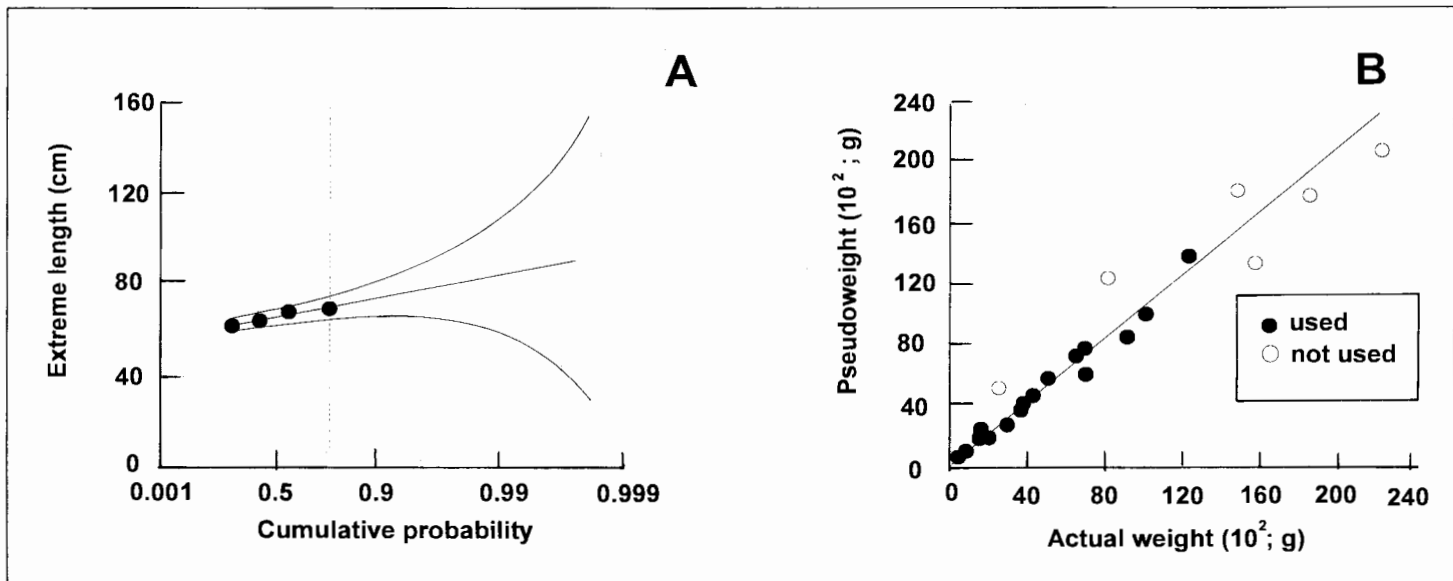 A
160
120
80
40
0
0.001 0.5 0.9 0.99 0.999
Extreme length (cm)
Cumulative probability
B
240
200
160
120
80
40
0
0 40 80 120 160 200 240
Pseudoweight (10²; g)
Actual weight (10²; g)
used
not used